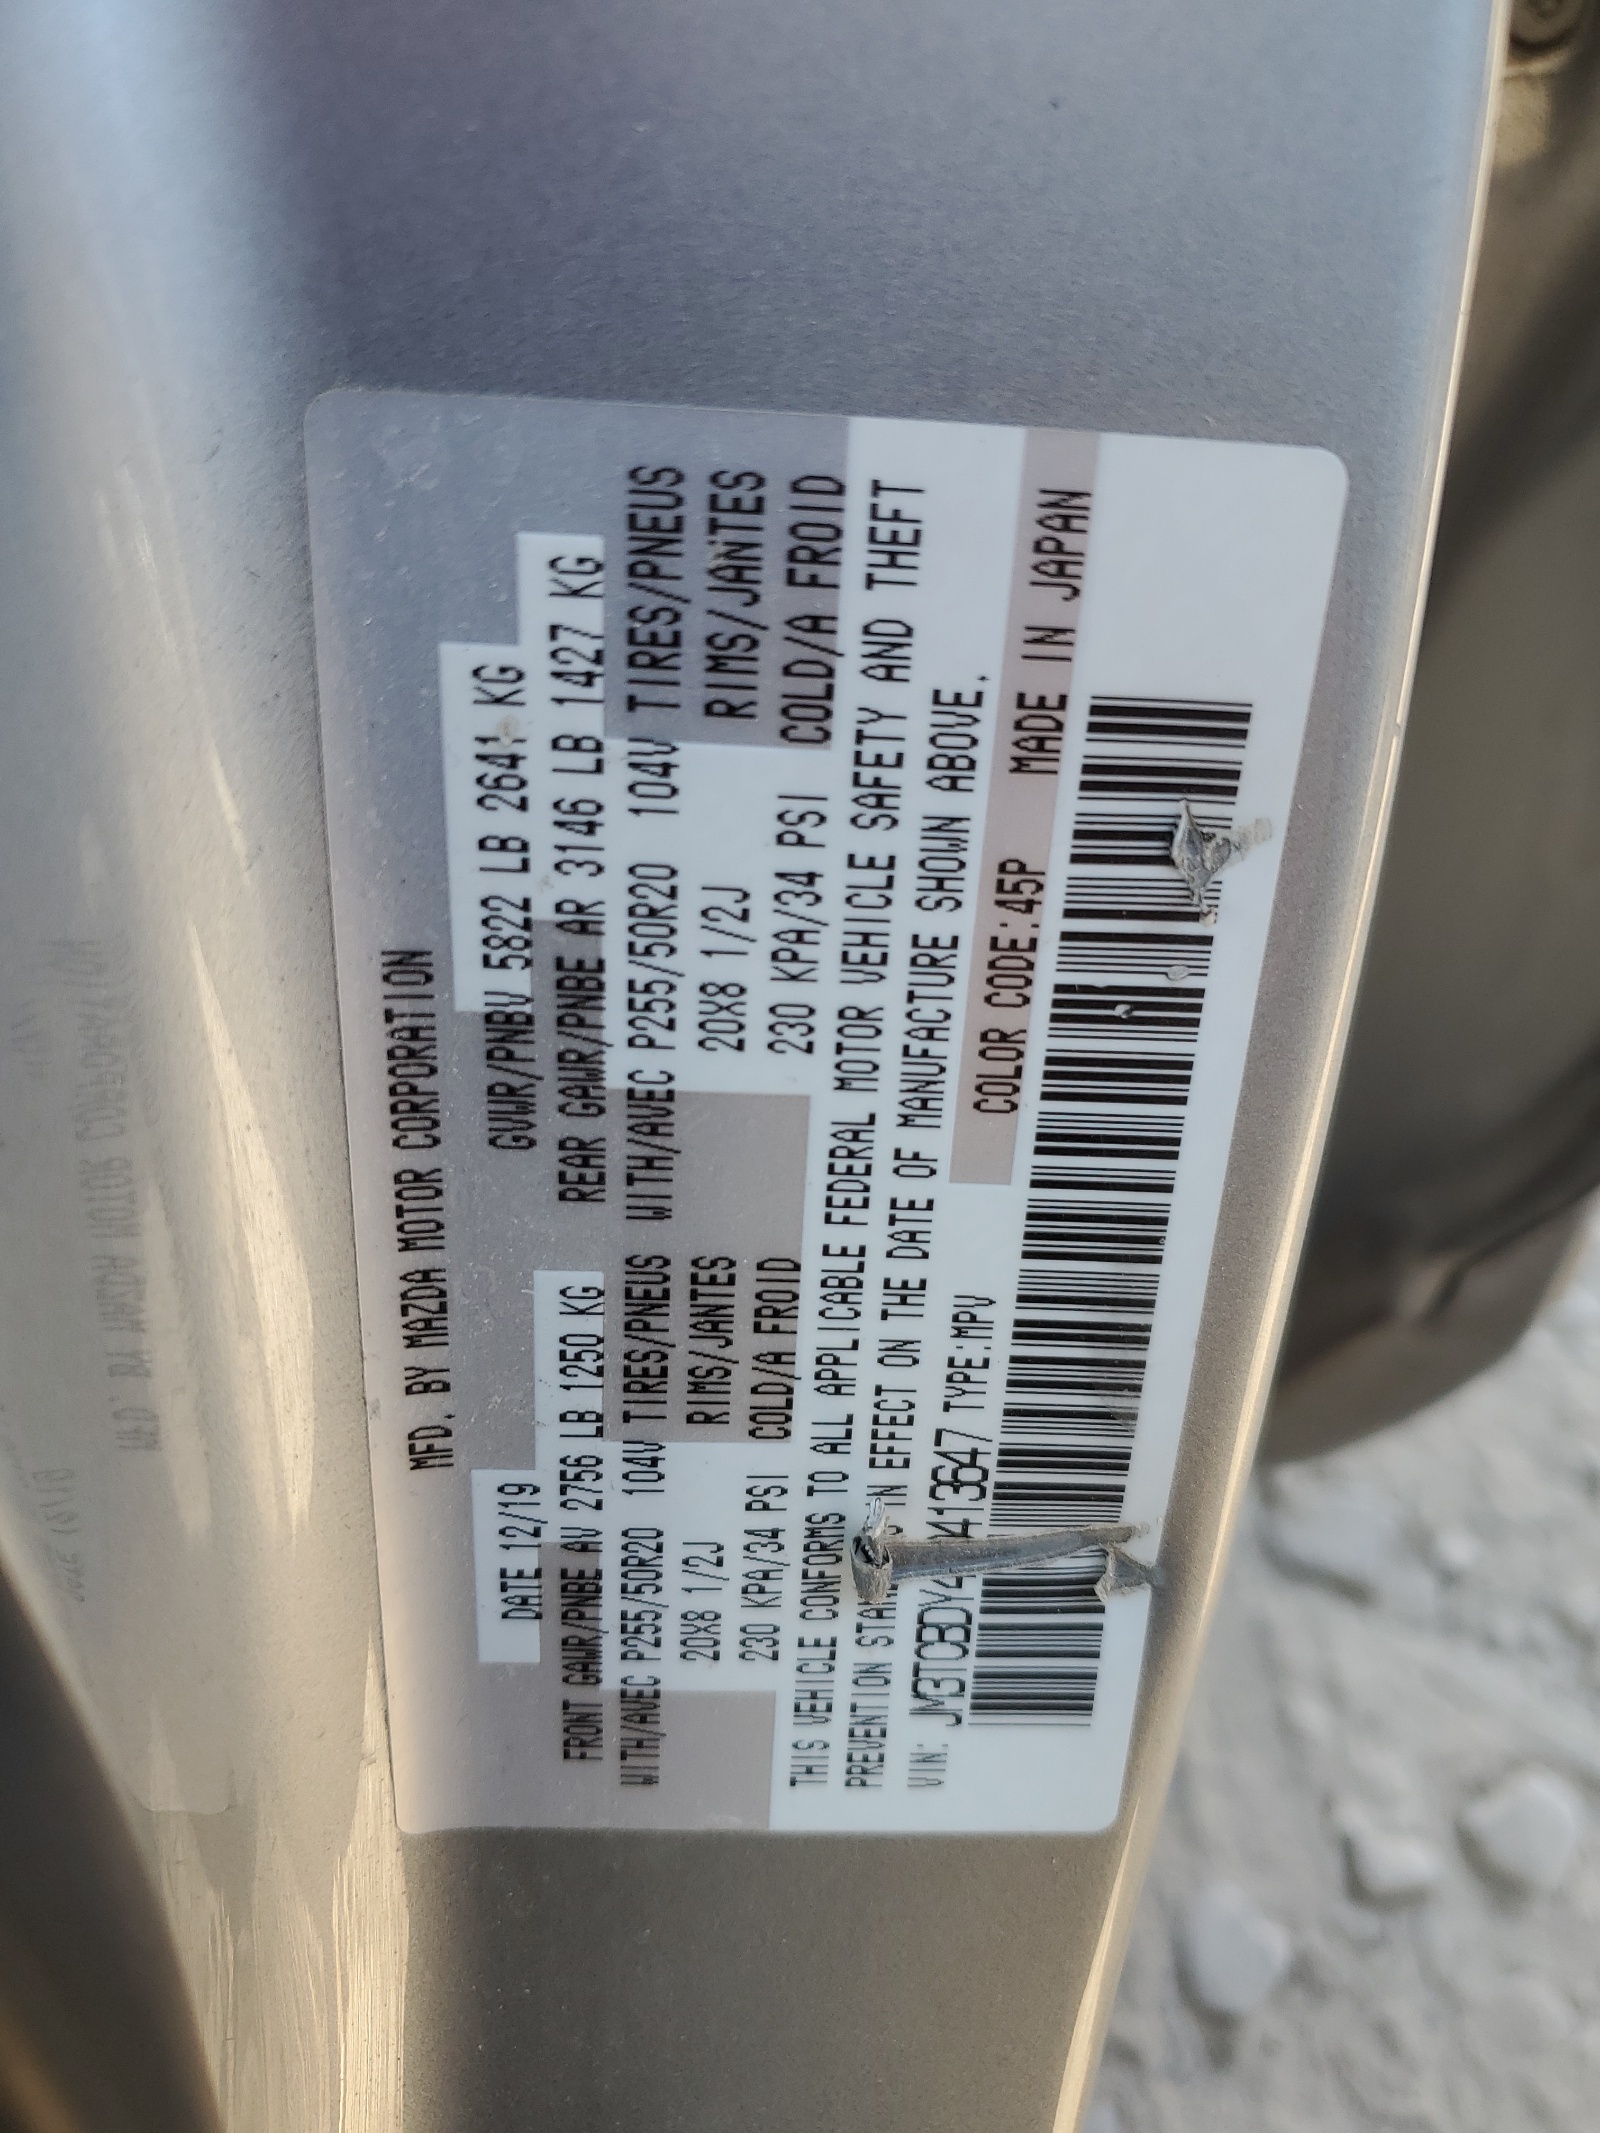 MFD. BY MAZDA MOTOR CORPORATION
DATE 12/19 GVWR/PNBV 5822 LB 2641 KG
FRONT GAWR/PNBE AV 2756 LB 1250 KG REAR GAWR/PNBE AR 3146 LB 1427 KG
WITH/AVEC P255/50R20 104V TIRES/PNEUS WITH/AVEC P255/50R20 104V TIRES/PNEUS
20X8 1/2J RIMS/JANTES 20X8 1/2J RIMS/JANTES
230 KPA/34 PSI COLD/A FROID 230 KPA/34 PSI COLD/A FROID
THIS VEHICLE CONFORMS TO ALL APPLICABLE FEDERAL MOTOR VEHICLE SAFETY AND THEFT
PREVENTION IN EFFECT ON THE DATE OF MANUFACTURE SHOWN ABOVE.
VIN: TYPE:MPV COLOR CODE:45P MADE IN JAPAN